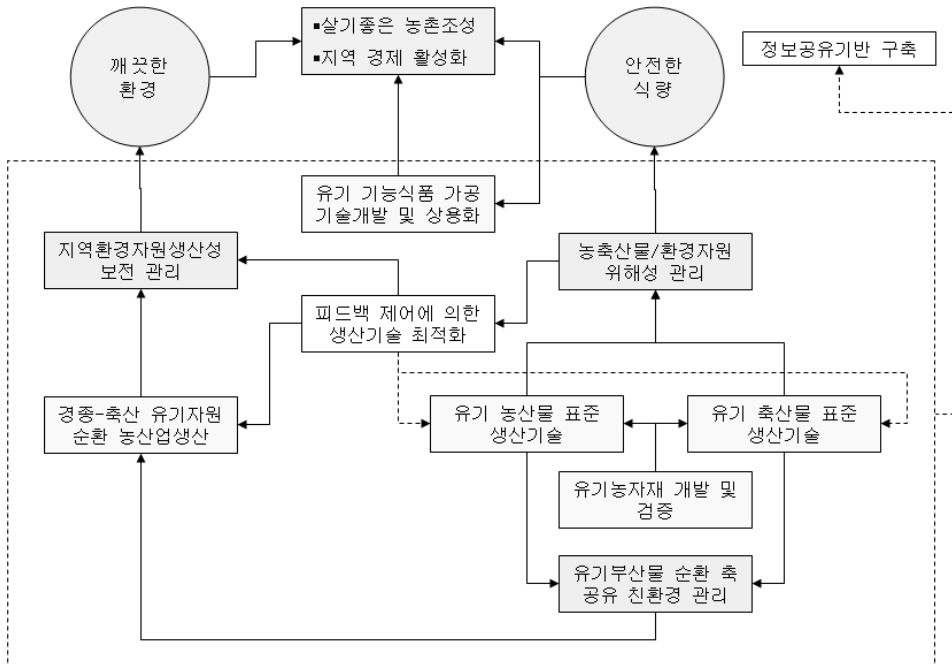 깨끗한
환경
▪살기좋은 농촌조성
▪지역 경제 활성화
안전한
식량
정보공유기반 구축
유기 기능식품 가공
기술개발 및 상용화
지역환경자원생산성
보전 관리
농축산물/환경자원
위해성 관리
피드백 제어에 의한
생산기술 최적화
경종-축산 유기자원
순환 농산업생산
유기 농산물 표준
생산기술
유기 축산물 표준
생산기술
유기농자재 개발 및
검증
유기부산물 순환 축
공유 친환경 관리